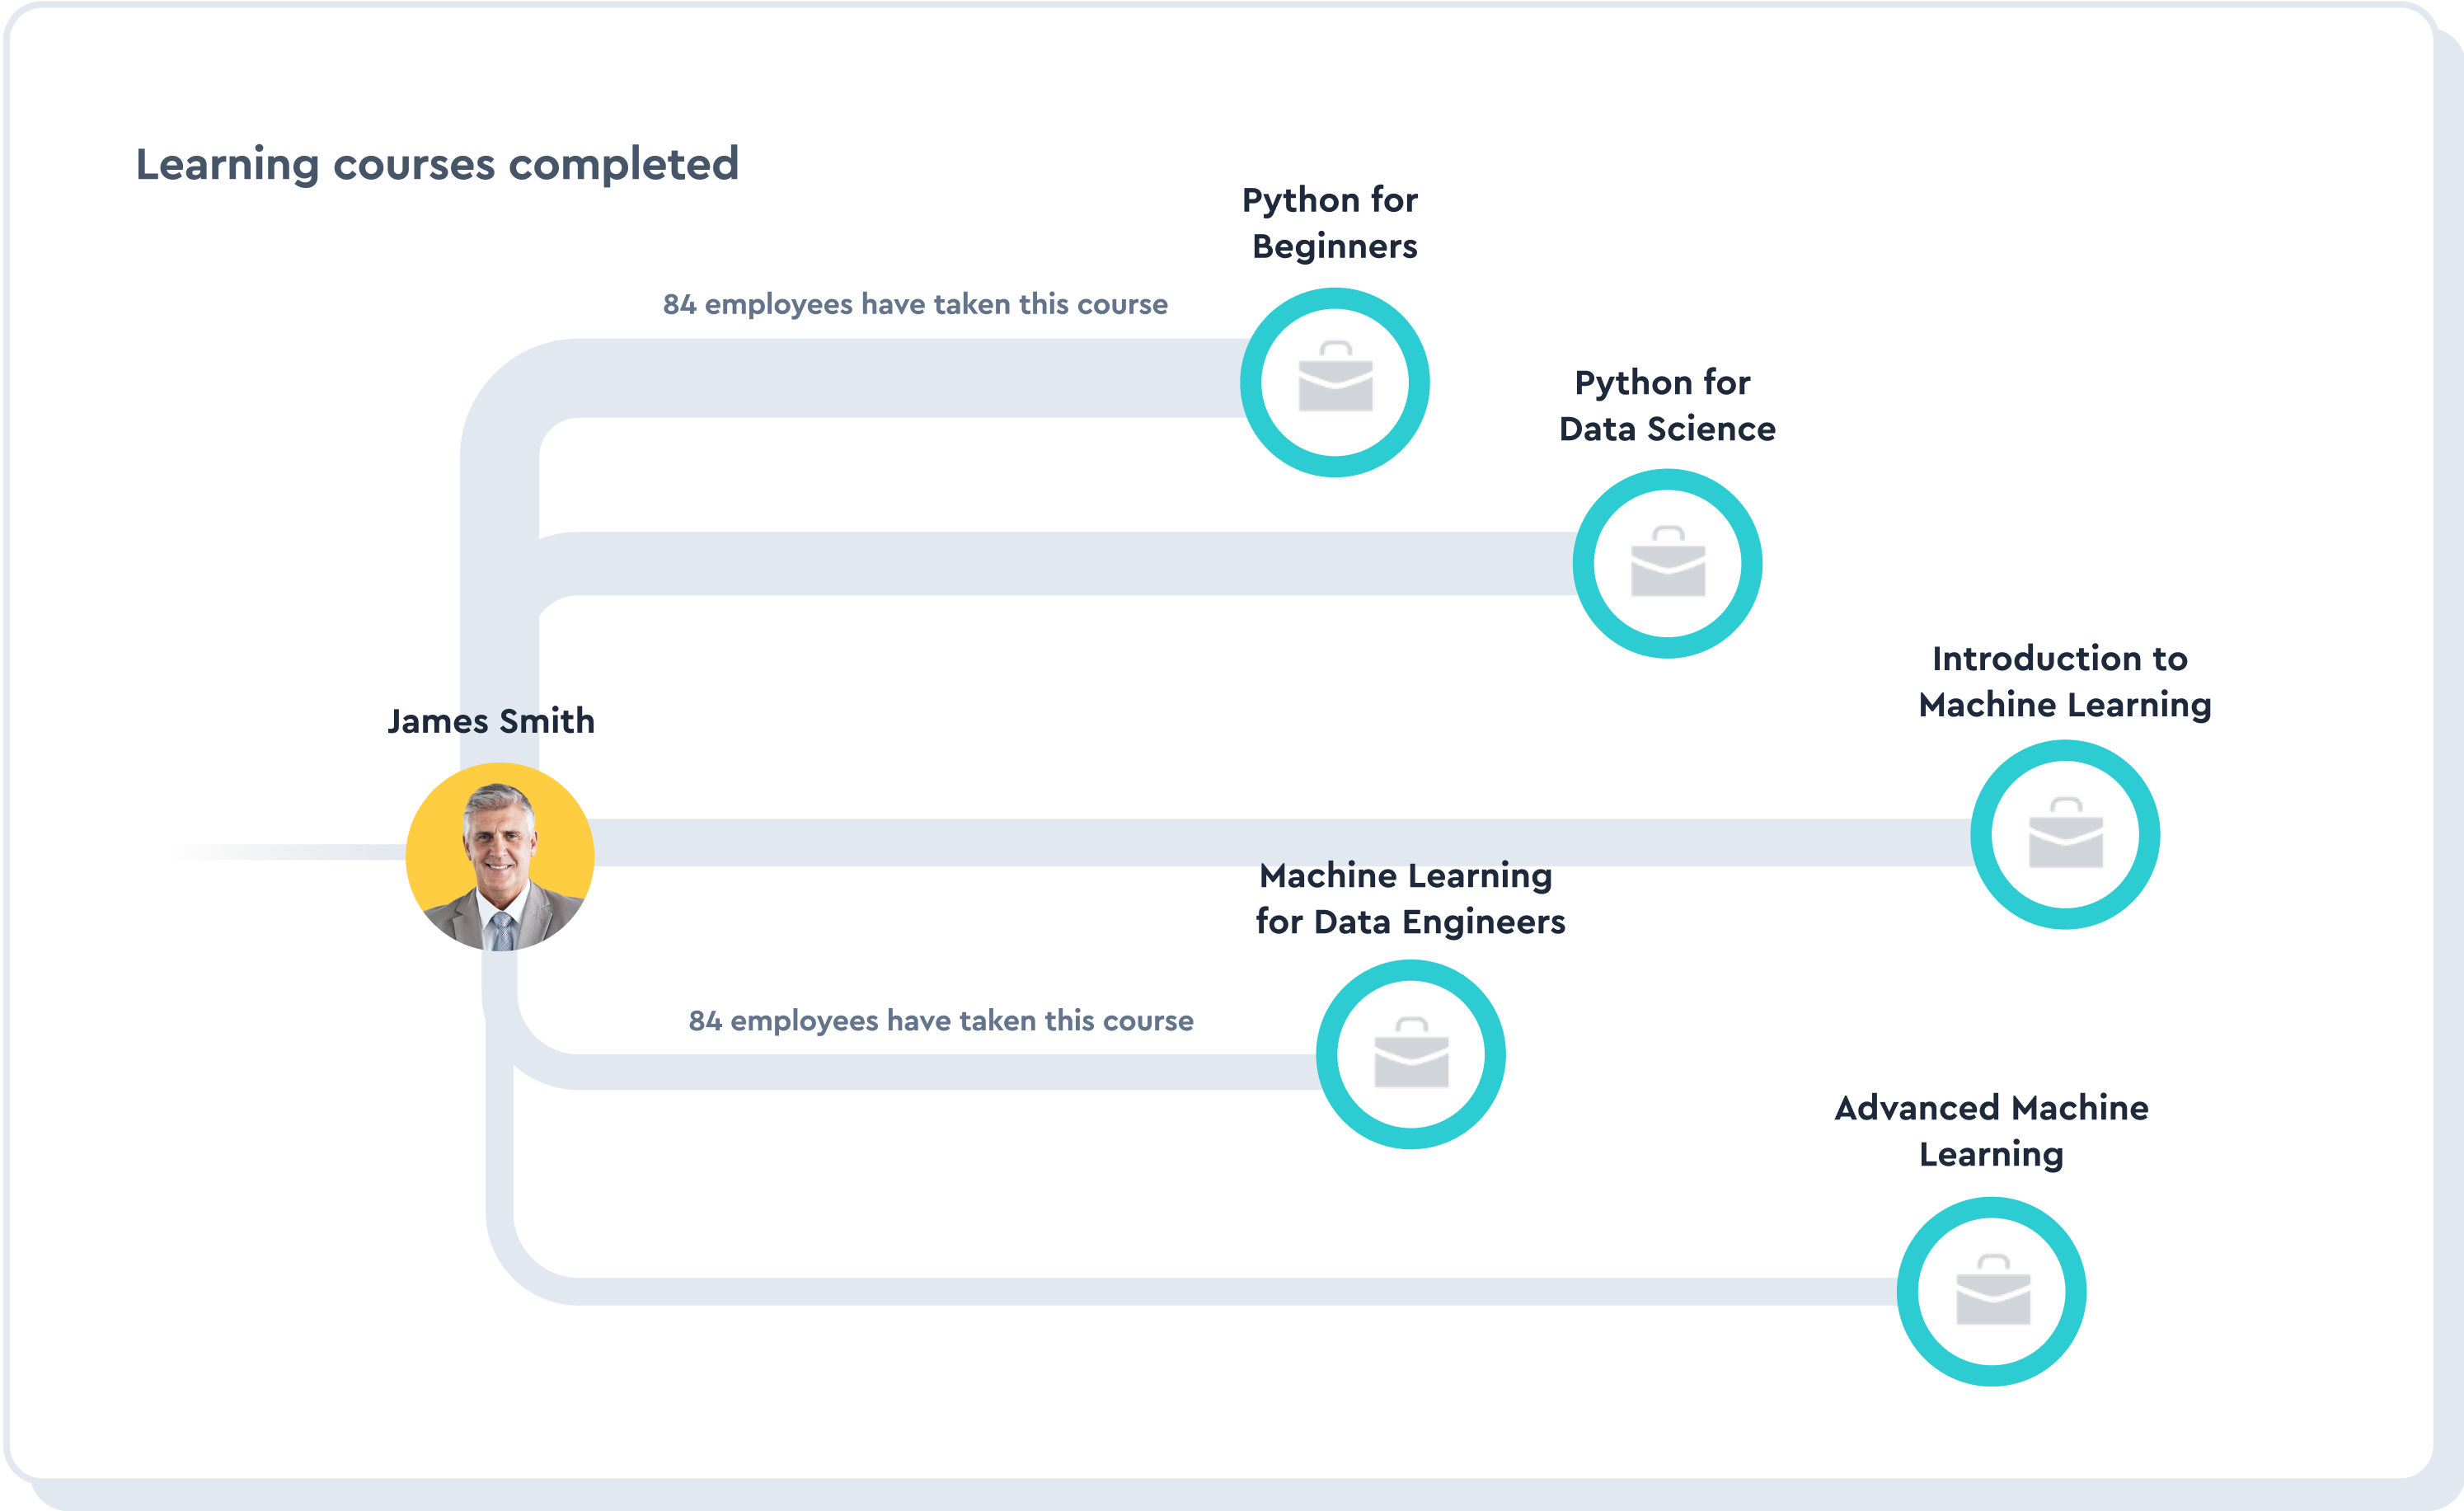 Learning courses completed
Python for
Beginners
84 employees have taken this course
Python for
Data Science
Introduction to
Machine Learning
James Smith
Machine Learning
for Data Engineers
84 employees have taken this course
Advanced Machine
Learning